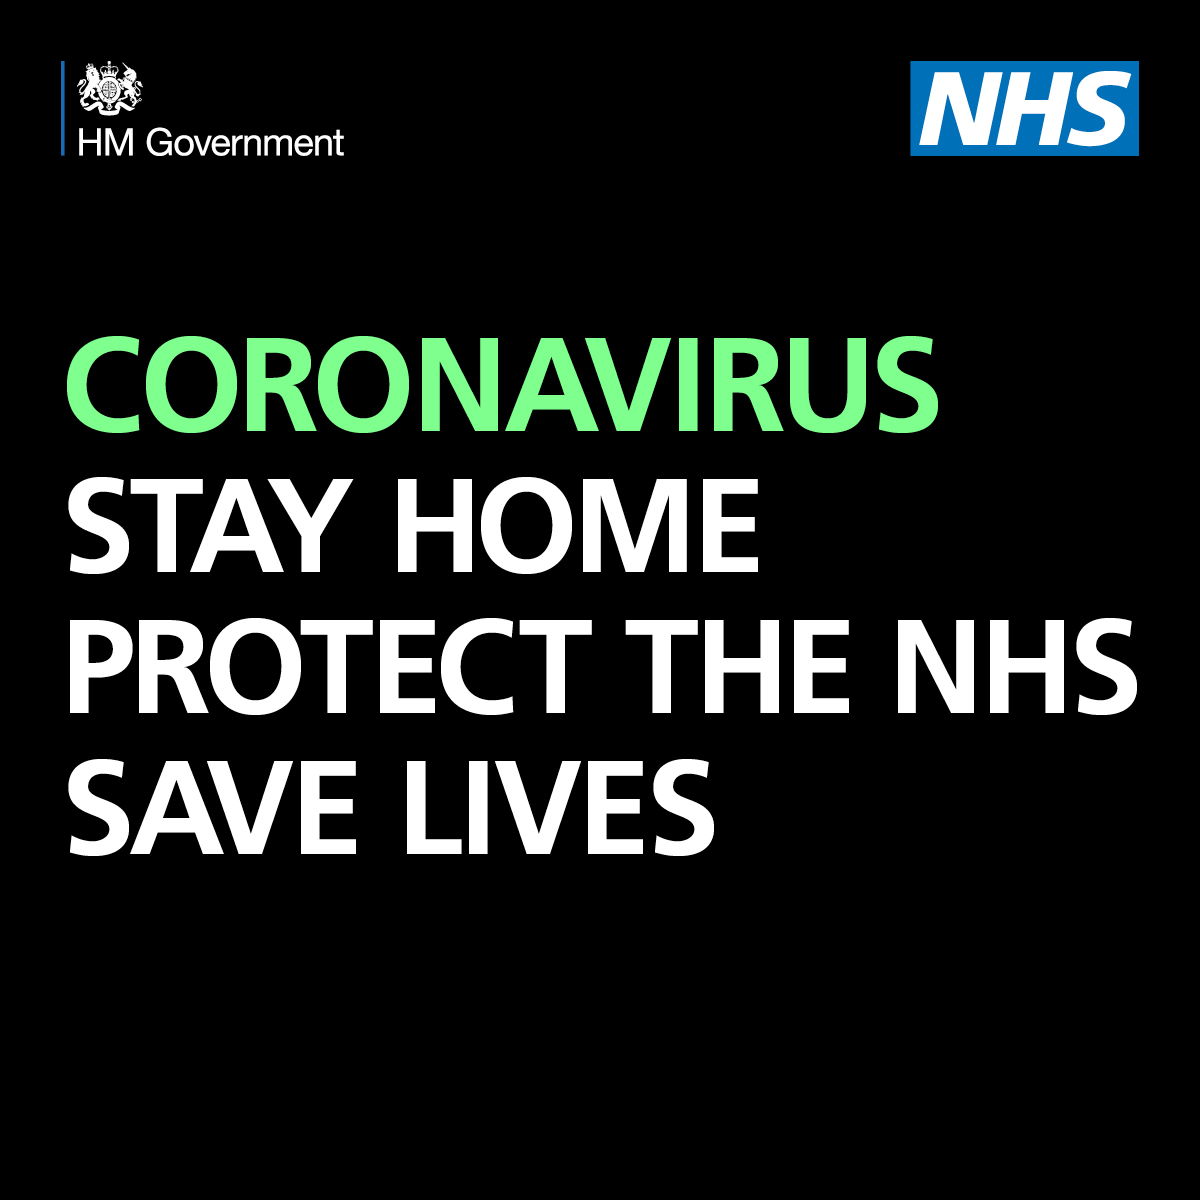 HM Government
NHS
CORONAVIRUS
STAY HOME
PROTECT THE NHS
SAVE LIVES